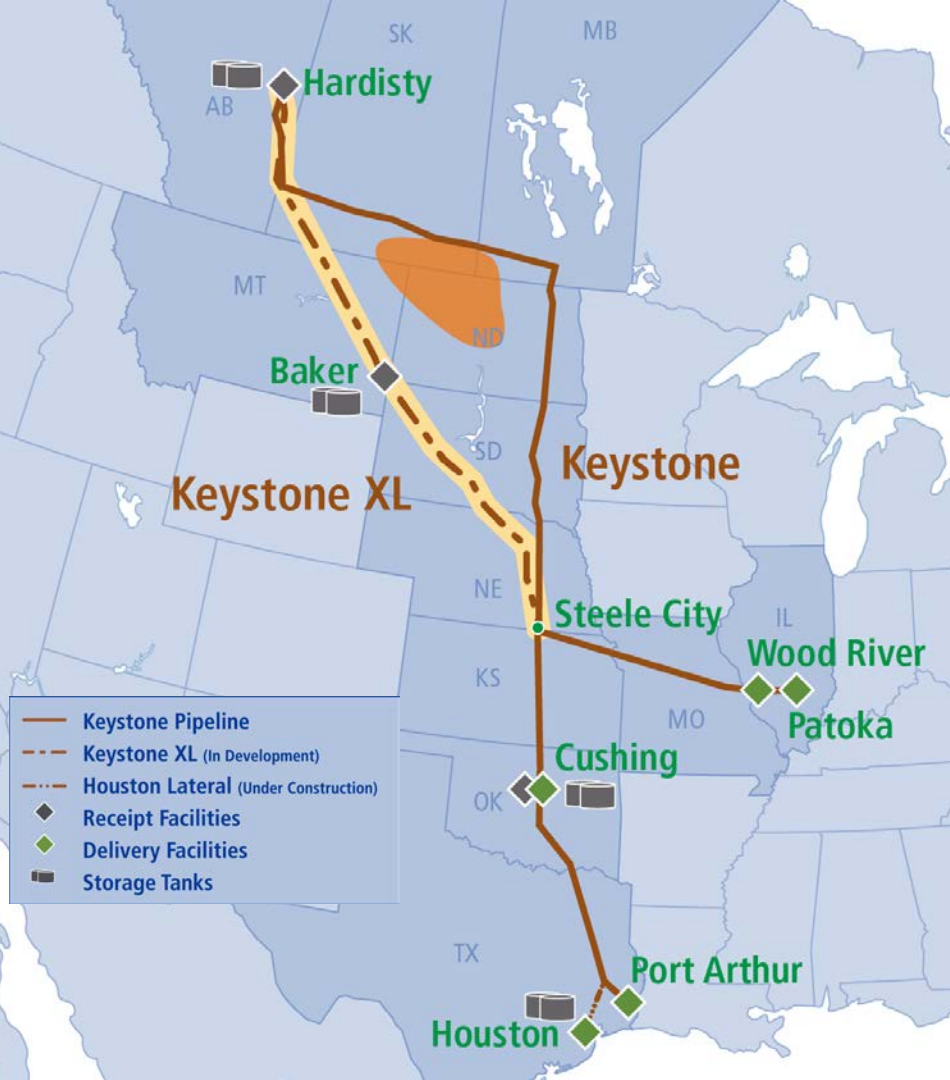 SK
MB
Hardisty
AB
MT
ND
Baker
SD
Keystone
Keystone XL
NE
Steele City
IL
Wood River
KS
Patoka
MO
Keystone Pipeline
Keystone XL (In Development)
Houston Lateral (Under Construction)
Receipt Facilities
Delivery Facilities
Storage Tanks
Cushing
OK
TX
Port Arthur
Houston